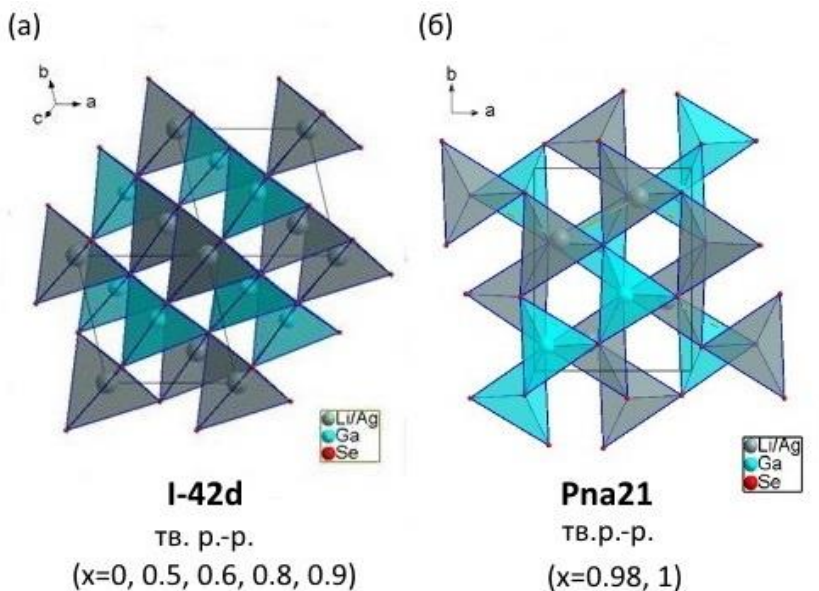 (а)
b
a
c
Li/Ag
Ga
Se
I-42d
тв. р.-р.
(x=0, 0.5, 0.6, 0.8, 0.9)
(б)
b
a
Li/Ag
Ga
Se
Pna21
тв.р.-р.
(x=0.98, 1)